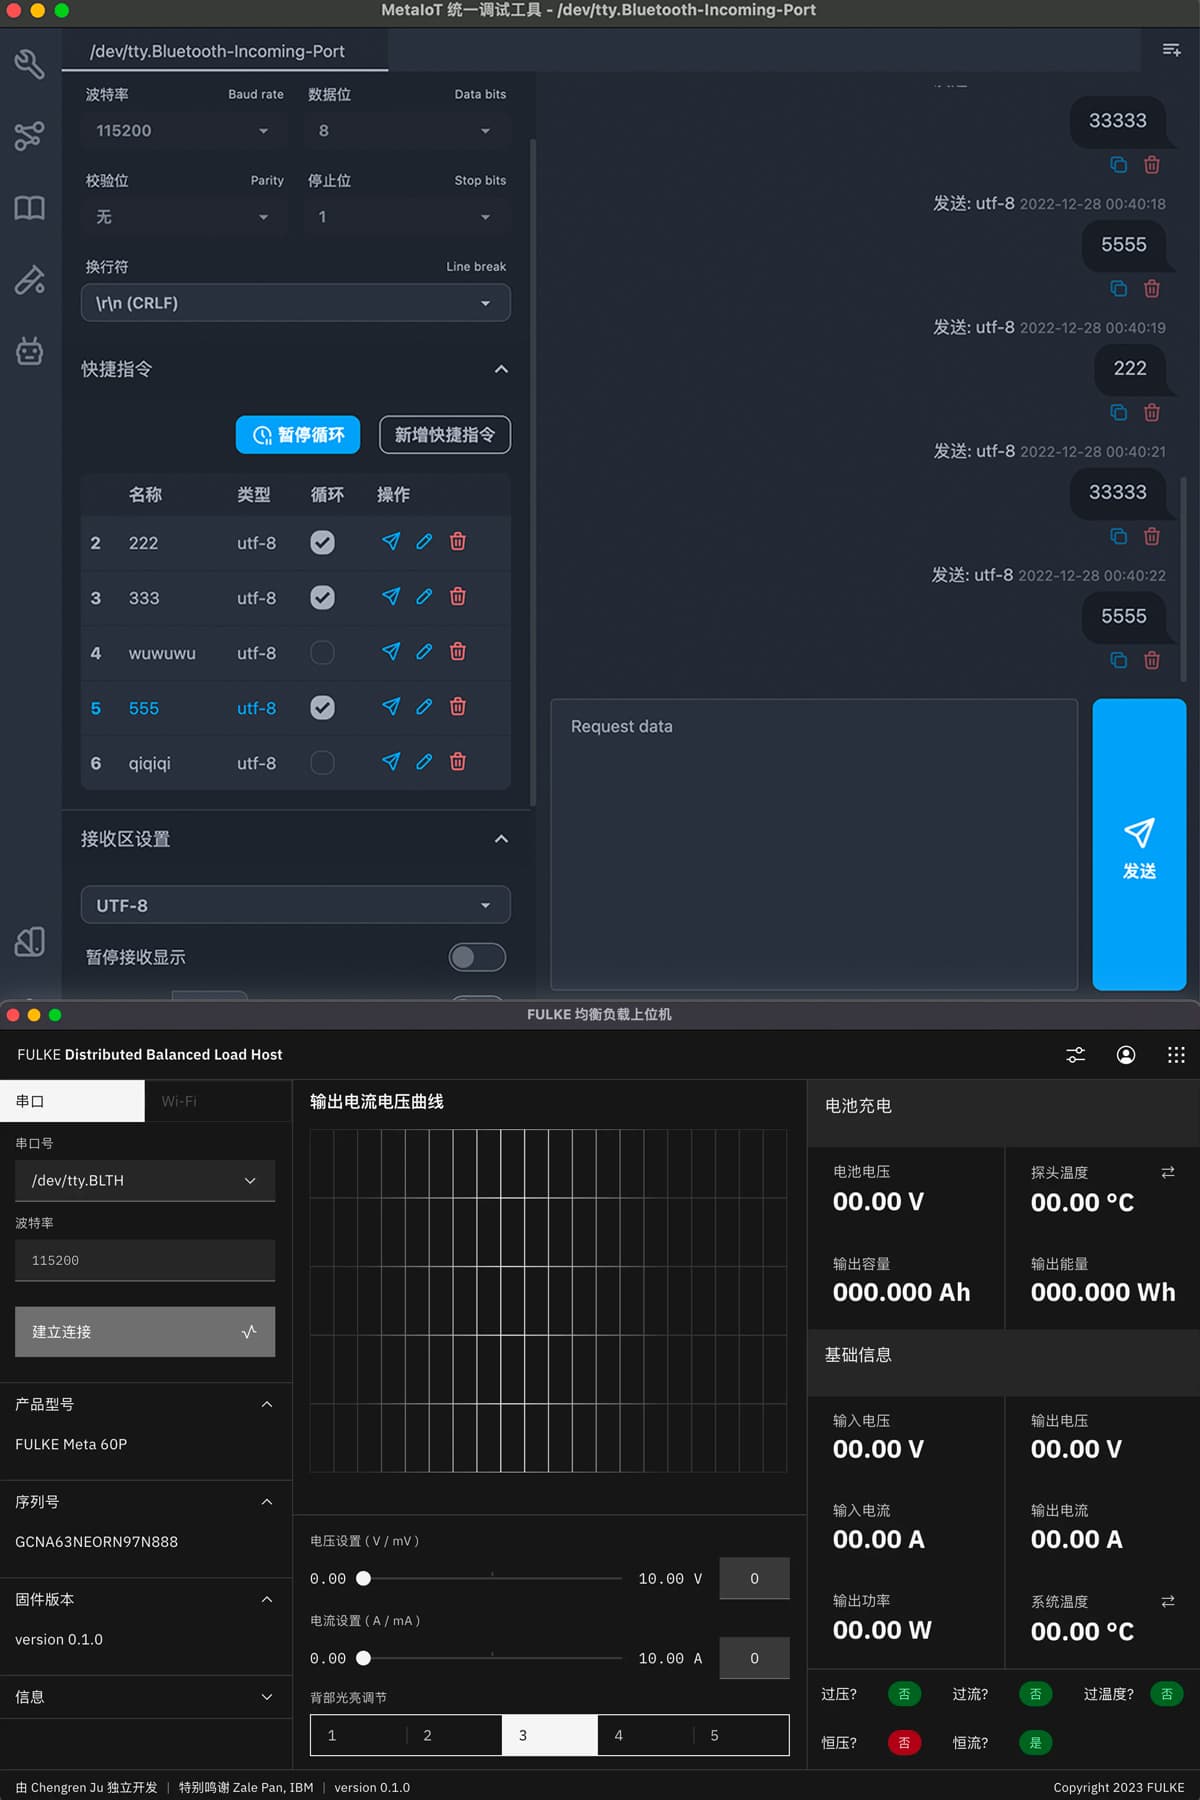 MetaIoT 统一调试工具 - /dev/tty.Bluetooth-Incoming-Port
/dev/tty.Bluetooth-Incoming-Port
波特率 Baud rate 数据位 Data bits
115200 8
校验位 Parity 停止位 Stop bits
无 1
换行符 Line break
\r\n (CRLF)
快捷指令
暂停循环 新增快捷指令
名称 类型 循环 操作
2 222 utf-8
3 333 utf-8
4 wuwuwu utf-8
5 555 utf-8
6 qiqiqi utf-8
接收区设置
UTF-8
暂停接收显示
33333
发送: utf-8 2022-12-28 00:40:18
5555
发送: utf-8 2022-12-28 00:40:19
222
发送: utf-8 2022-12-28 00:40:21
33333
发送: utf-8 2022-12-28 00:40:22
5555
Request data
发送
FULKE 均衡负载上位机
FULKE Distributed Balanced Load Host
串口 Wi-Fi
串口号
/dev/tty.BLTH
波特率
115200
建立连接
产品型号
FULKE Meta 60P
序列号
GCNA63NEORN97N888
固件版本
version 0.1.0
信息
输出电流电压曲线
电压设置 ( V / mV )
0.00 10.00 V 0
电流设置 ( A / mA )
0.00 10.00 A 0
背部光亮调节
1 2 3 4 5
电池充电
电池电压 探头温度
00.00 V 00.00 °C
输出容量 输出能量
000.000 Ah 000.000 Wh
基础信息
输入电压 输出电压
00.00 V 00.00 V
输入电流 输出电流
00.00 A 00.00 A
输出功率 系统温度
00.00 W 00.00 °C
过压? 否 过流? 否 过温度? 否
恒压? 否 恒流? 是
由 Chengren Ju 独立开发 | 特别鸣谢 Zale Pan, IBM | version 0.1.0
Copyright 2023 FULKE